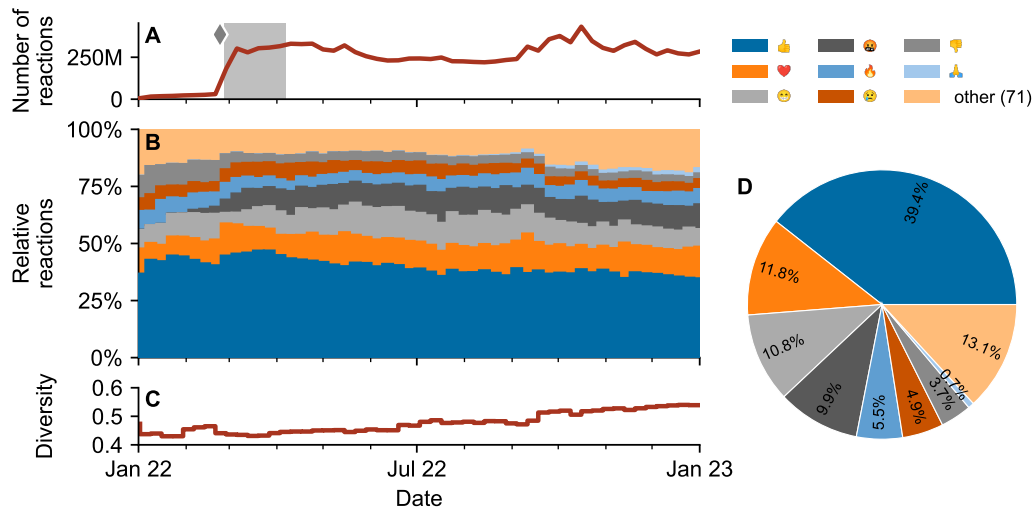 A
Number of
reactions
250M
0
B
100%
75%
50%
25%
0%
Relative
reactions
C
0.6
0.5
0.4
Diversity
Jan 22
Jul 22
Jan 23
Date
👍
🤬
👎
❤️
🔥
🙏
😁
😢
other (71)
D
39.4%
11.8%
10.8%
9.9%
5.5%
4.9%
3.7%
0.7%
13.1%